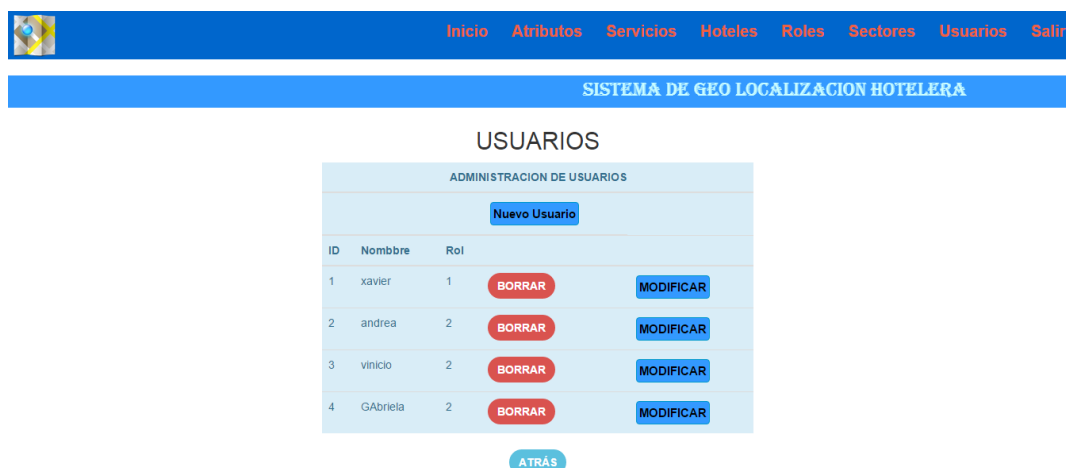 Inicio Atributos Servicios Hoteles Roles Sectores Usuarios Salir
SISTEMA DE GEO LOCALIZACION HOTELERA
USUARIOS
ADMINISTRACION DE USUARIOS
Nuevo Usuario
ID Nombbre Rol
1 xavier 1 BORRAR MODIFICAR
2 andrea 2 BORRAR MODIFICAR
3 vinicio 2 BORRAR MODIFICAR
4 GAbriela 2 BORRAR MODIFICAR
ATRÁS